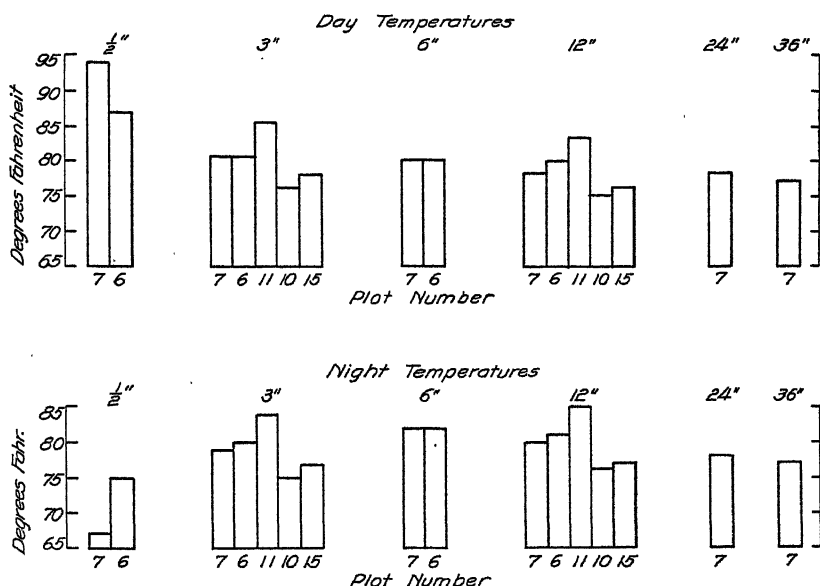 Day Temperatures
½" 3" 6" 12" 24" 36"
Degrees Fahrenheit
95
90
85
80
75
70
65
7 6 7 6 11 10 15 7 6 7 6 11 10 15 7 7
Plot Number
Night Temperatures
½" 3" 6" 12" 24" 36"
Degrees Fahr.
85
80
75
70
65
7 6 7 6 11 10 15 7 6 7 6 11 10 15 7 7
Plot Number